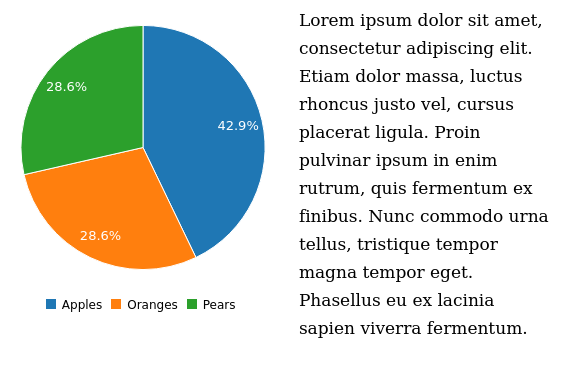 28.6%
42.9%
28.6%
Apples Oranges Pears
Lorem ipsum dolor sit amet,
consectetur adipiscing elit.
Etiam dolor massa, luctus
rhoncus justo vel, cursus
placerat ligula. Proin
pulvinar ipsum in enim
rutrum, quis fermentum ex
finibus. Nunc commodo urna
tellus, tristique tempor
magna tempor eget.
Phasellus eu ex lacinia
sapien viverra fermentum.